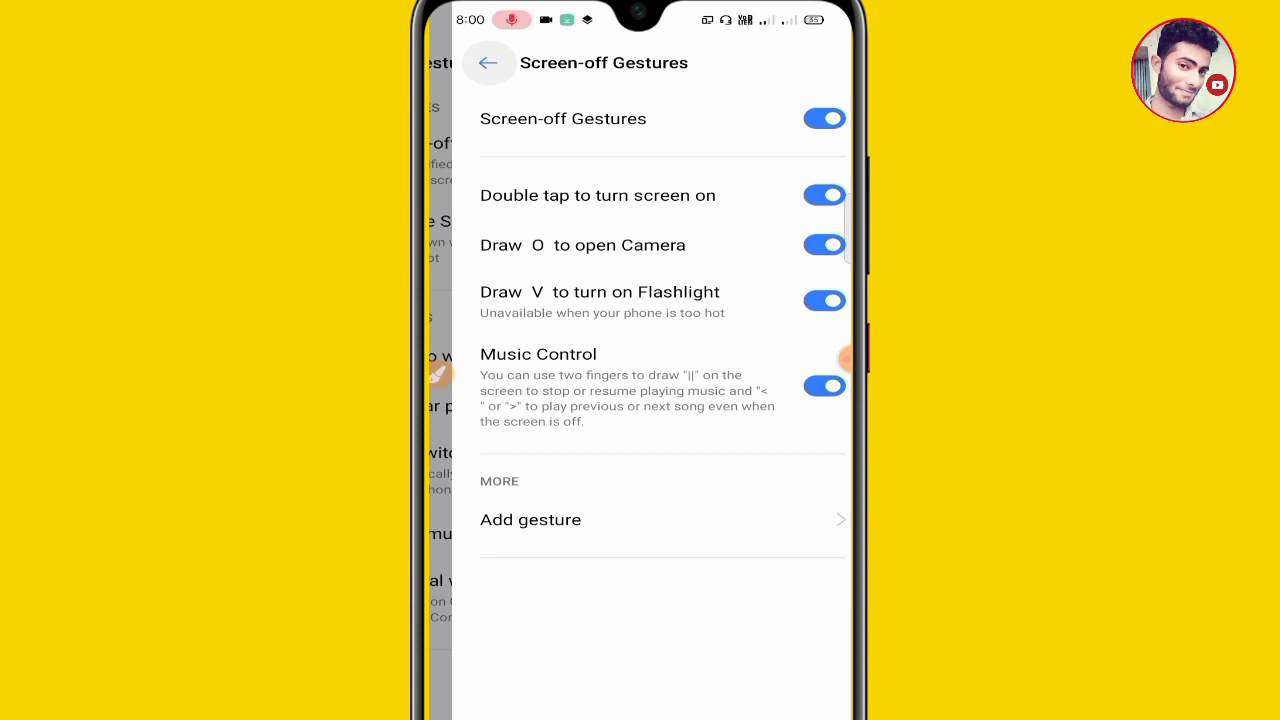 8:00
VoR LTE
35
Screen-off Gestures
Screen-off Gestures
Double tap to turn screen on
Draw O to open Camera
Draw V to turn on Flashlight
Unavailable when your phone is too hot
Music Control
You can use two fingers to draw "||" on the
screen to stop or resume playing music and "<
" or ">" to play previous or next song even when
the screen is off.
MORE
Add gesture